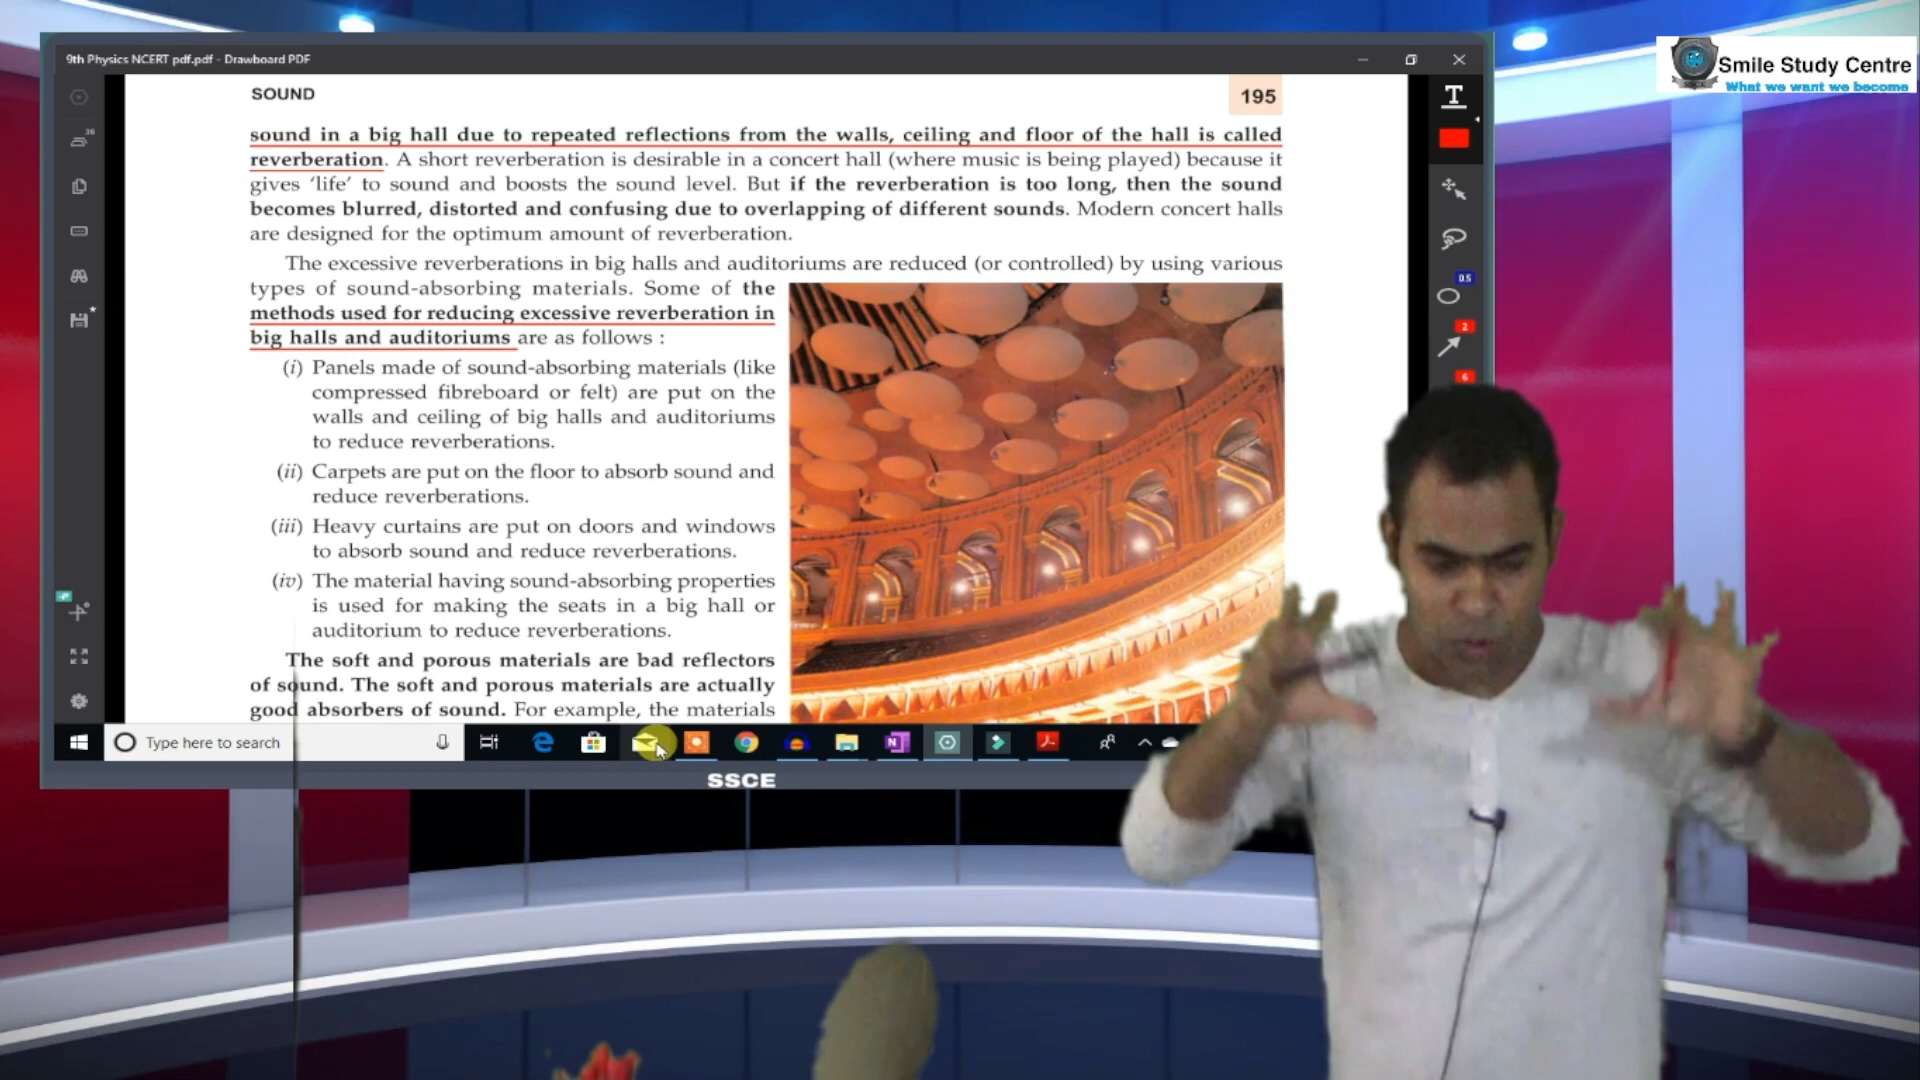 9th Physics NCERT pdf.pdf - Drawboard PDF
Smile Study Centre
What we want we become
SOUND
195
sound in a big hall due to repeated reflections from the walls, ceiling and floor of the hall is called
reverberation. A short reverberation is desirable in a concert hall (where music is being played) because it
gives ‘life’ to sound and boosts the sound level. But if the reverberation is too long, then the sound
becomes blurred, distorted and confusing due to overlapping of different sounds. Modern concert halls
are designed for the optimum amount of reverberation.
The excessive reverberations in big halls and auditoriums are reduced (or controlled) by using various
types of sound-absorbing materials. Some of the
methods used for reducing excessive reverberation in
big halls and auditoriums are as follows :
(i) Panels made of sound-absorbing materials (like
compressed fibreboard or felt) are put on the
walls and ceiling of big halls and auditoriums
to reduce reverberations.
(ii) Carpets are put on the floor to absorb sound and
reduce reverberations.
(iii) Heavy curtains are put on doors and windows
to absorb sound and reduce reverberations.
(iv) The material having sound-absorbing properties
is used for making the seats in a big hall or
auditorium to reduce reverberations.
The soft and porous materials are bad reflectors
of sound. The soft and porous materials are actually
good absorbers of sound. For example, the materials
36
T
0.5
2
6
Type here to search
N
SSCE